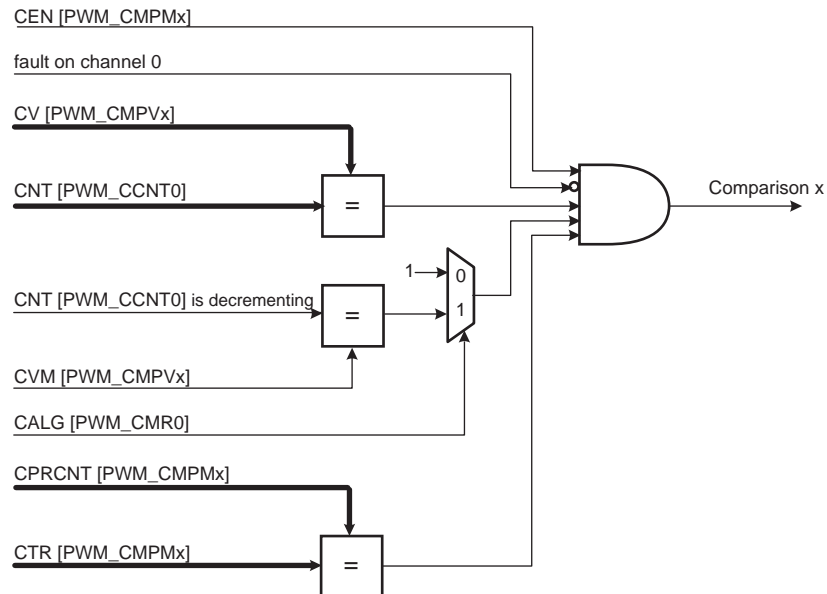 CEN [PWM_CMPMx]
fault on channel 0
CV [PWM_CMPVx]
CNT [PWM_CCNT0]
=
Comparison x
1
0
CNT [PWM_CCNT0] is decrementing
=
1
CVM [PWM_CMPVx]
CALG [PWM_CMR0]
CPRCNT [PWM_CMPMx]
CTR [PWM_CMPMx]
=